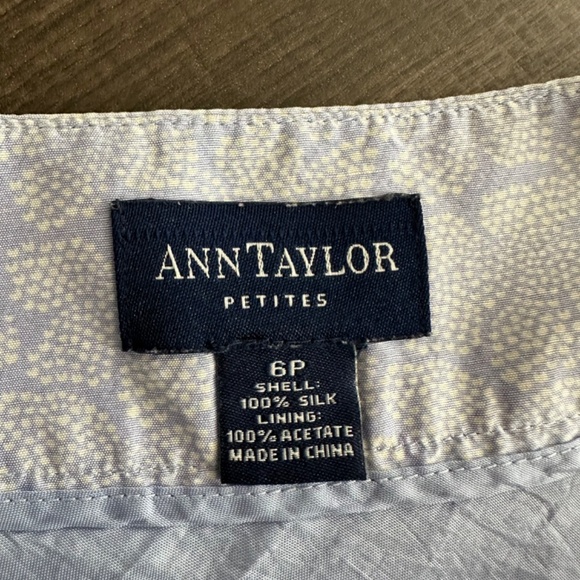 ANNTAYLOR
PETITES
6P
SHELL:
100% SILK
LINING:
100% ACETATE
MADE IN CHINA